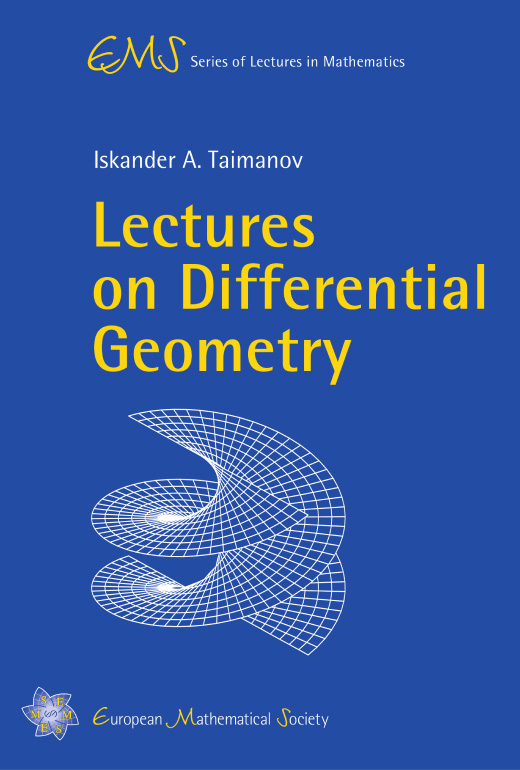 EMS Series of Lectures in Mathematics
Iskander A. Taimanov
Lectures
on Differential
Geometry
S E
M M
E S
European Mathematical Society